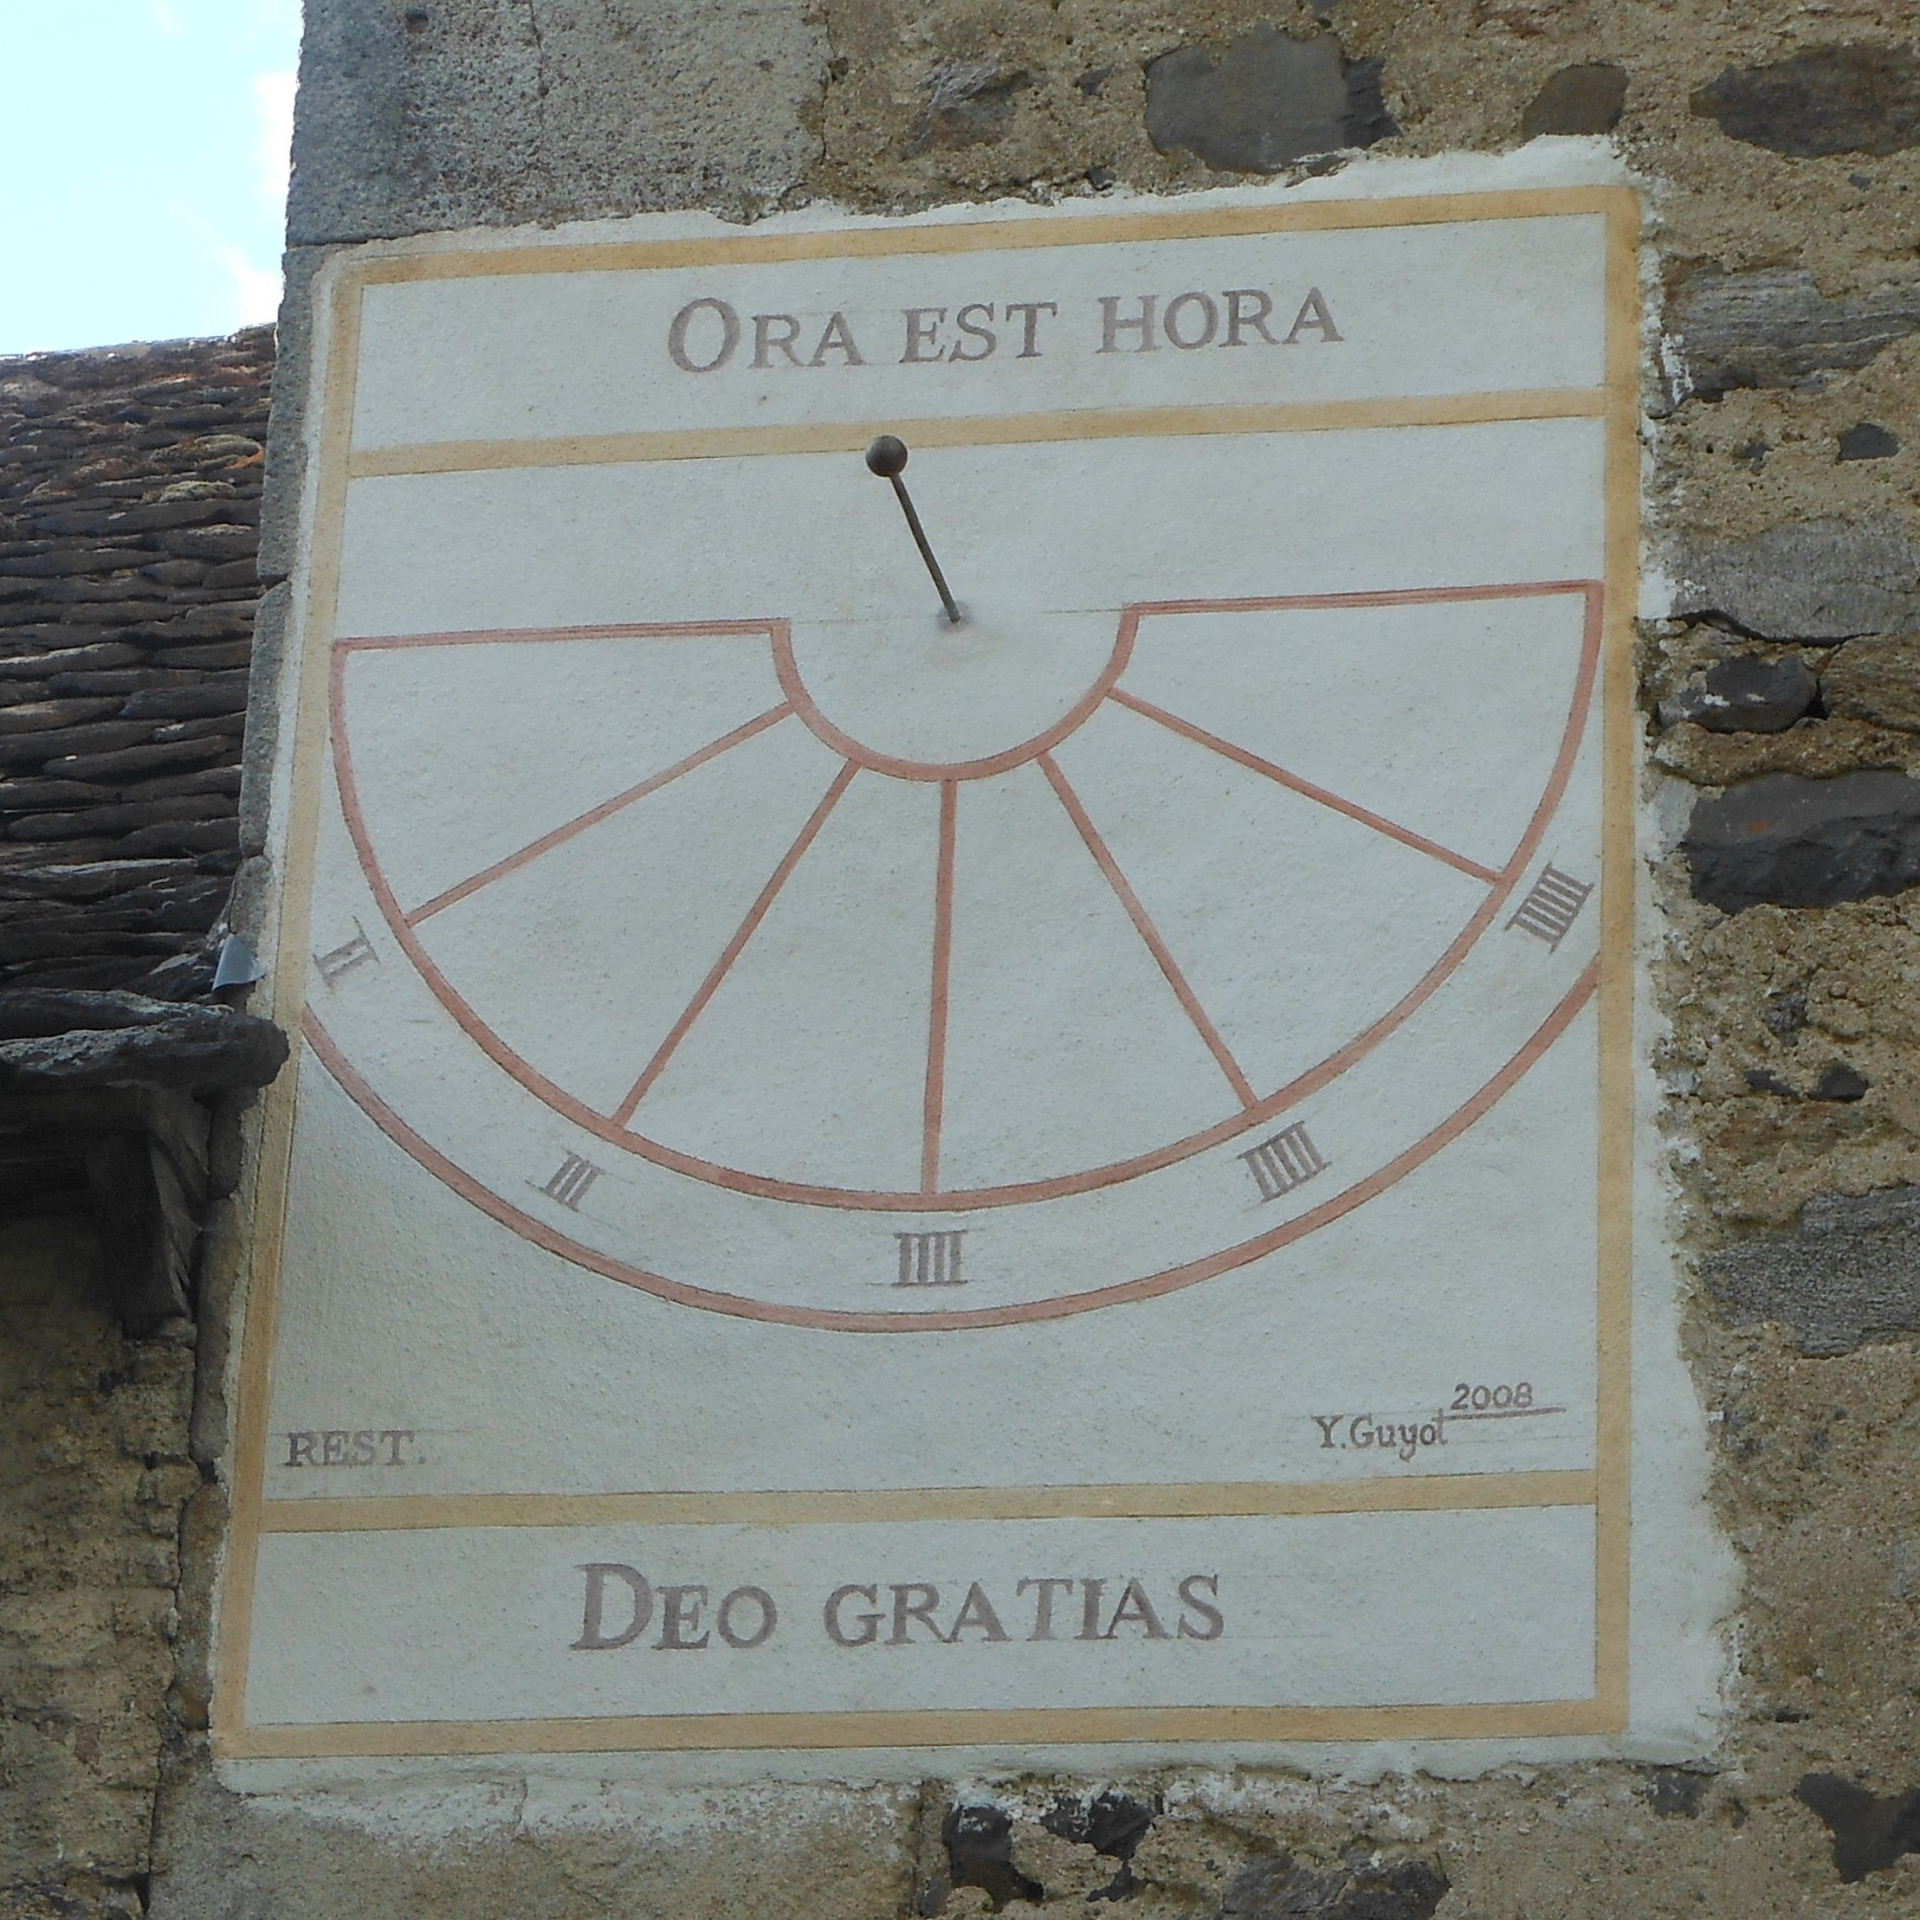 ORA EST HORA
II
III
IIII
IIIII
IIIIII
REST.
Y.Guyot 2008
DEO GRATIAS